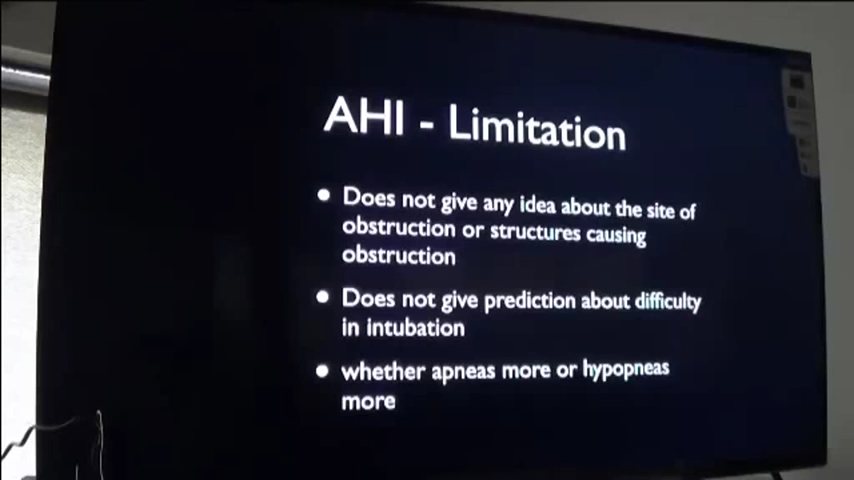 AHI - Limitation
• Does not give any idea about the site of
obstruction or structures causing
obstruction
• Does not give prediction about difficulty
in intubation
• whether apneas more or hypopneas
more